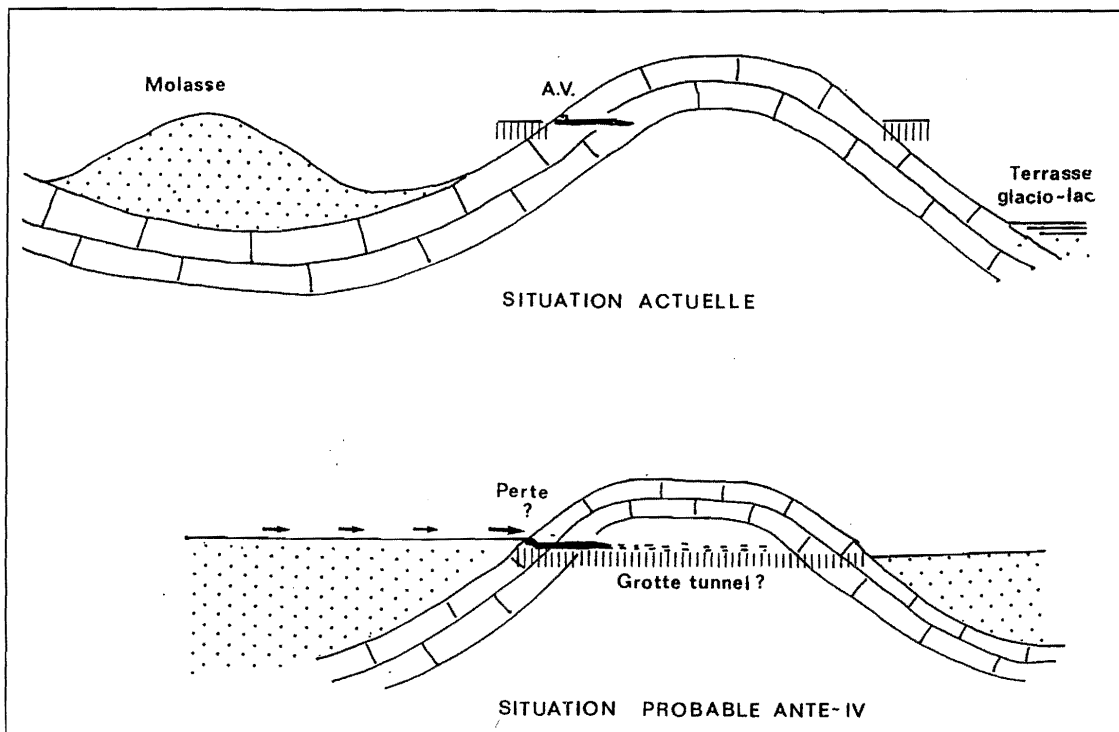 Molasse
A.V.
Terrasse
glacio-lac
SITUATION ACTUELLE
Perte
?
Grotte tunnel ?
SITUATION PROBABLE ANTE-IV